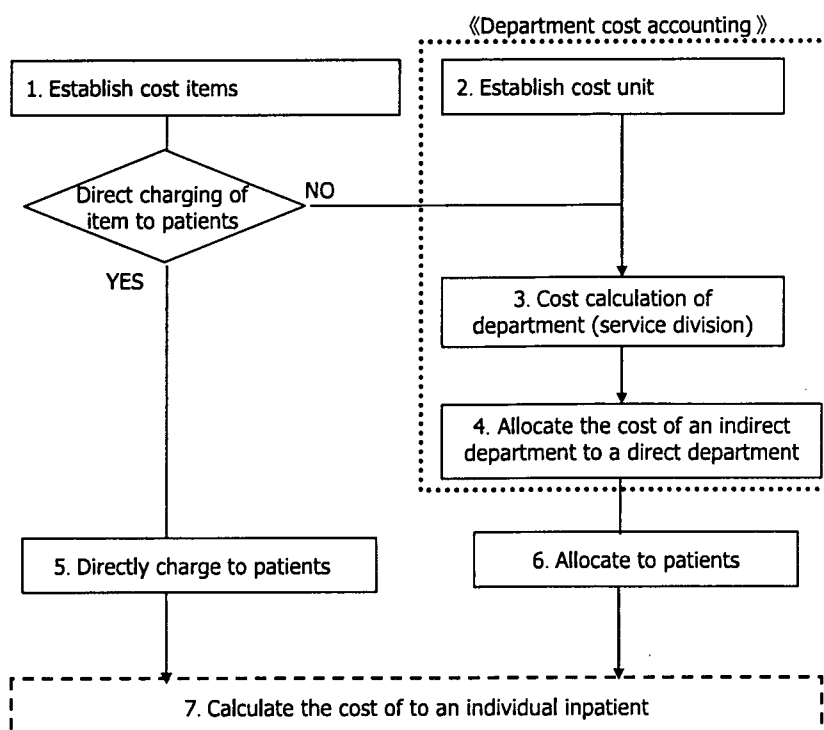 《Department cost accounting》
1. Establish cost items
2. Establish cost unit
Direct charging of
item to patients
NO
YES
3. Cost calculation of
department (service division)
4. Allocate the cost of an indirect
department to a direct department
5. Directly charge to patients
6. Allocate to patients
7. Calculate the cost of to an individual inpatient